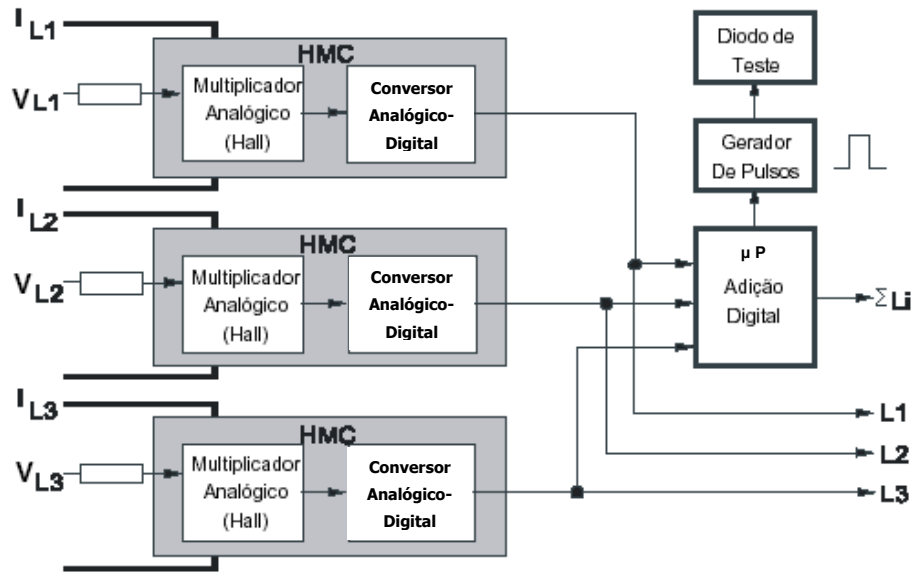 I L1
HMC
V L1
Multiplicador
Analógico
(Hall)
Conversor
Analógico-
Digital
I L2
HMC
V L2
Multiplicador
Analógico
(Hall)
Conversor
Analógico-
Digital
I L3
HMC
V L3
Multiplicador
Analógico
(Hall)
Conversor
Analógico-
Digital
Diodo de
Teste
Gerador
De Pulsos
µ P
Adição
Digital
Σ Li
L1
L2
L3